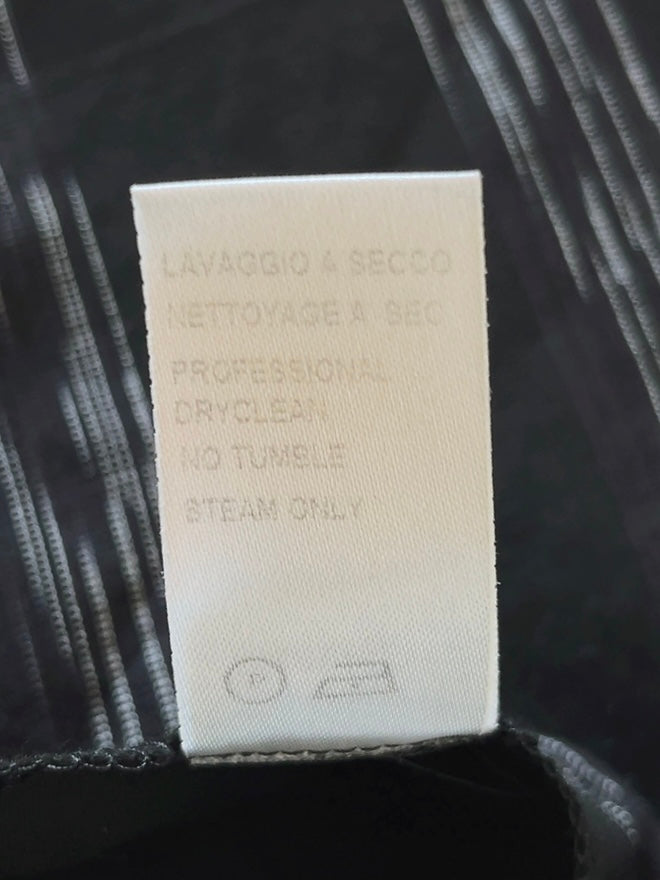 LAVAGGIO A SECCO
NETTOYAGE A SEC
PROFESSIONAL
DRYCLEAN
NO TUMBLE
STEAM ONLY
P